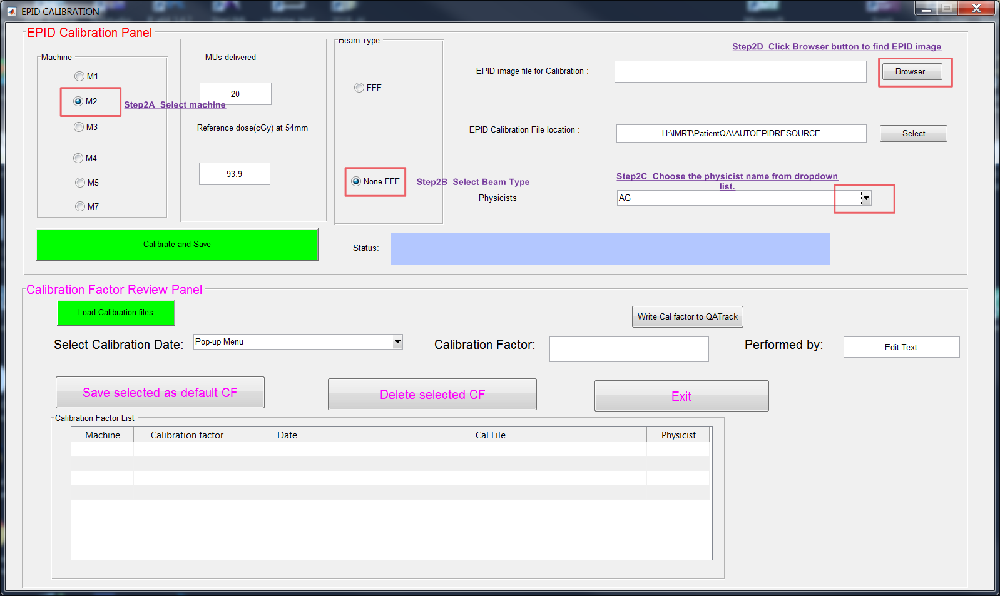 EPID CALIBRATION
EPID Calibration Panel
Machine
M1
M2
Step2A  Select machine
M3
M4
M5
M7
MUs delivered
20
Reference dose(cGy) at 54mm
93.9
Beam Type
FFF
None FFF
Step2B  Select Beam Type
Step2D  Click Browser button to find EPID image
EPID image file for Calibration :
Browser..
EPID Calibration File location :
H:\IMRT\PatientQA\AUTOEPIDRESOURCE
Select
Step2C  Choose the physicist name from dropdown
list.
Physicists
AG
Calibrate and Save
Status:
Calibration Factor Review Panel
Load Calibration files
Write Cal factor to QATrack
Select Calibration Date:
Pop-up Menu
Calibration Factor:
Performed by:
Edit Text
Save selected as default CF
Delete selected CF
Exit
Calibration Factor List
Machine Calibration factor Date Cal File Physicist